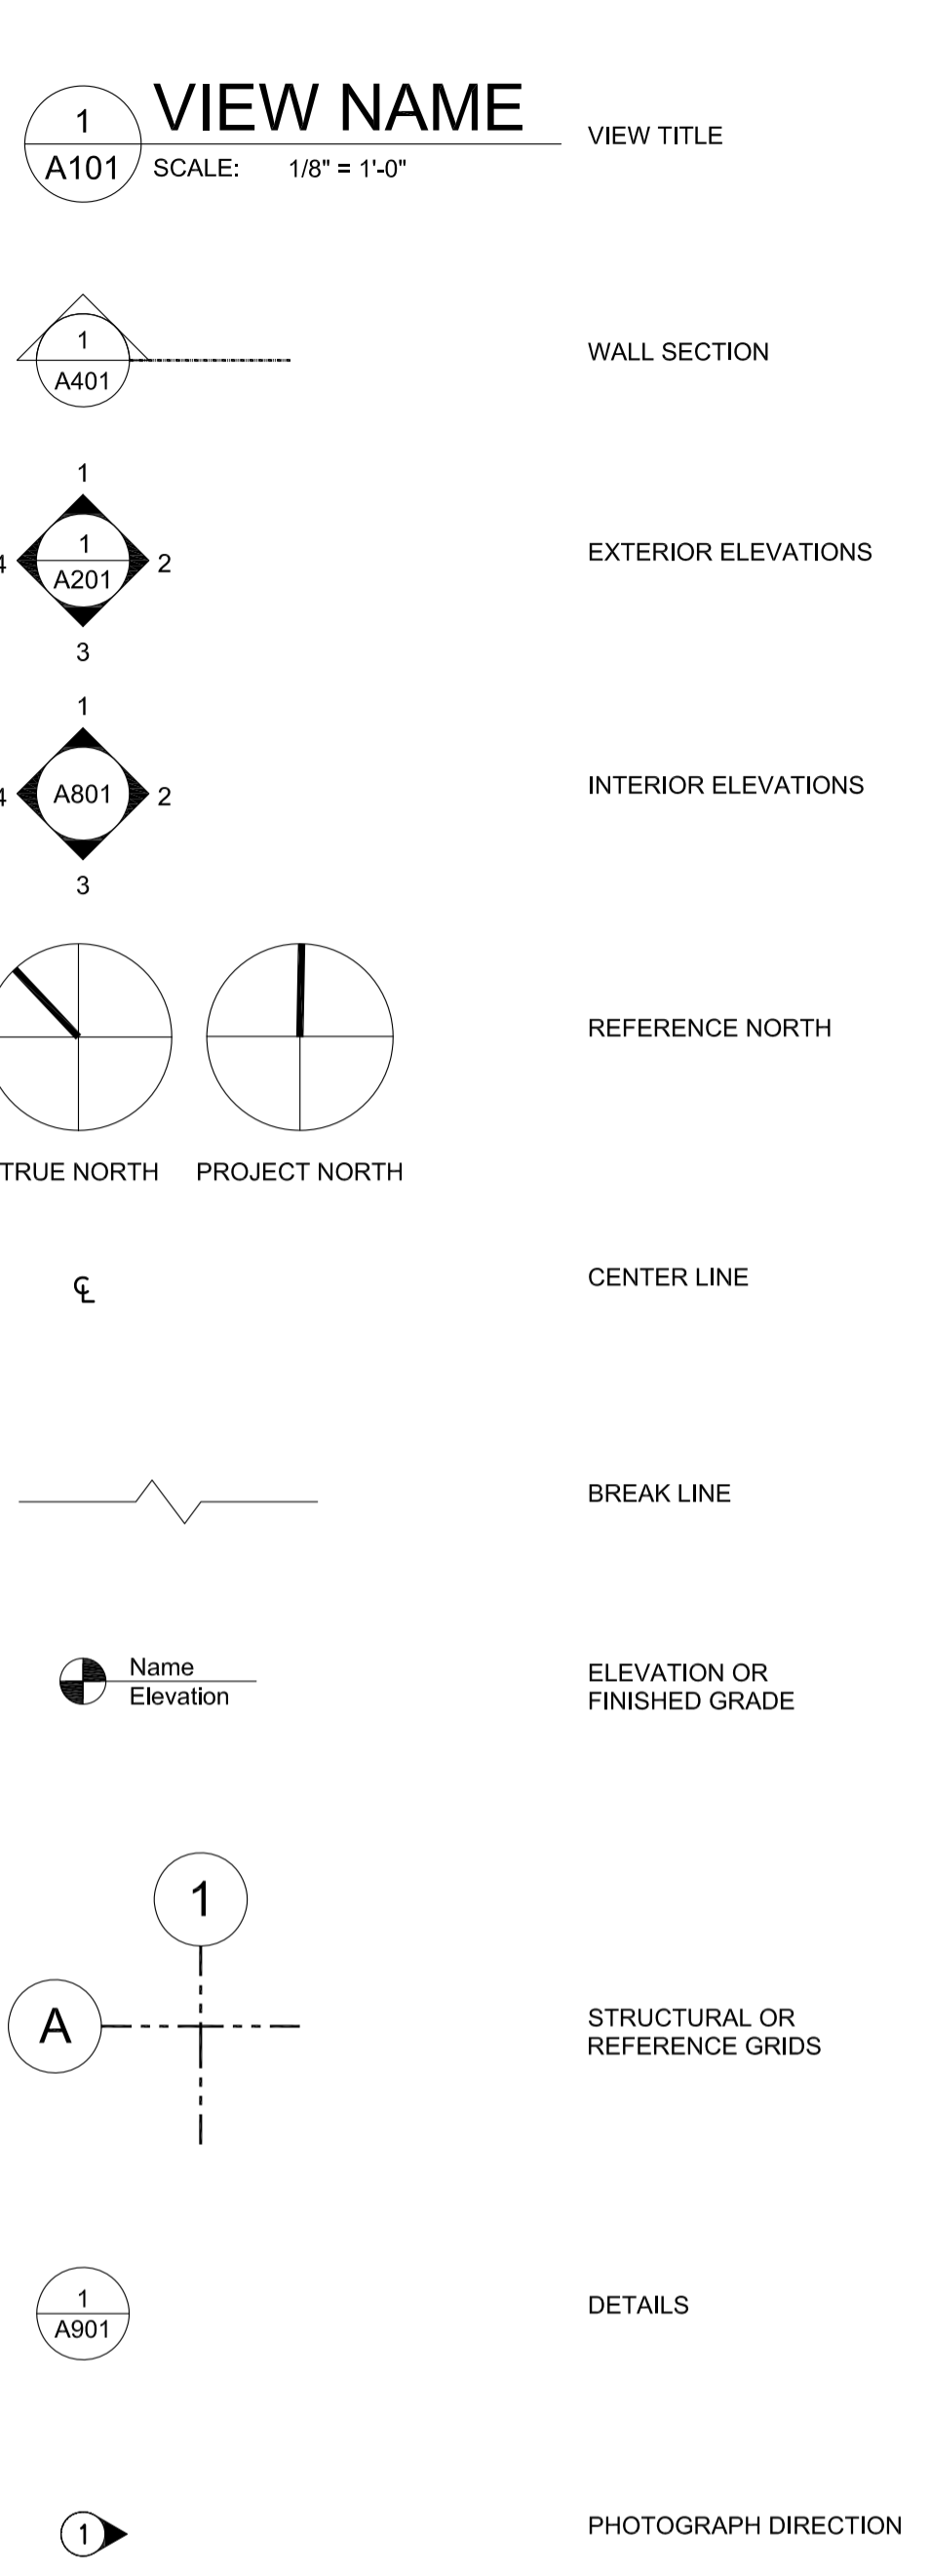 1
A101
VIEW NAME
SCALE: 1/8" = 1'-0"
VIEW TITLE
1
A401
WALL SECTION
1
4
1
A201
2
3
EXTERIOR ELEVATIONS
1
4
A801
2
3
INTERIOR ELEVATIONS
REFERENCE NORTH
TRUE NORTH PROJECT NORTH
℄
CENTER LINE
BREAK LINE
Name
Elevation
ELEVATION OR
FINISHED GRADE
1
A
STRUCTURAL OR
REFERENCE GRIDS
1
A901
DETAILS
1
PHOTOGRAPH DIRECTION